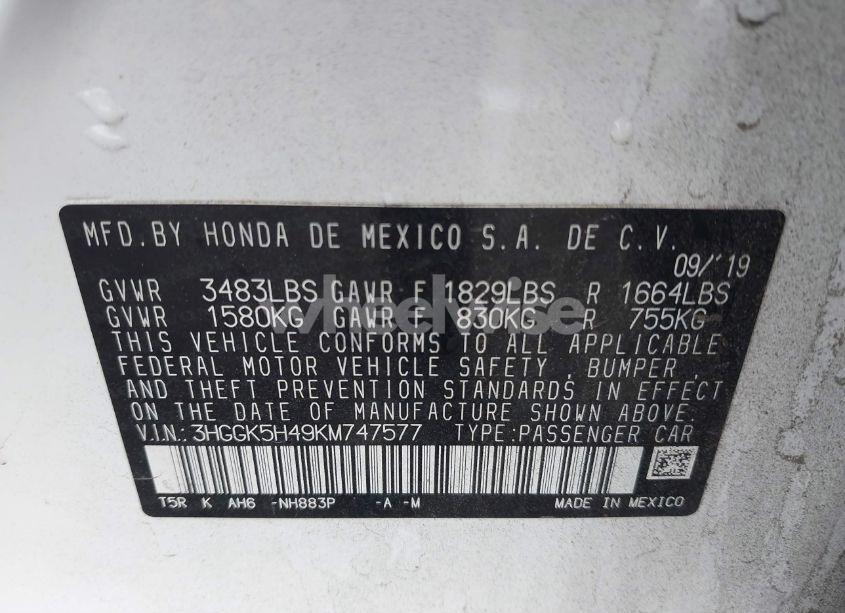 MFD.BY HONDA DE MEXICO S.A. DE C.V.
09/'19
GVWR 3483LBS GAWR F 1829LBS R 1664LBS
GVWR 1580KG GAWR F 830KG R 755KG
wheelwise
THIS VEHICLE CONFORMS TO ALL APPLICABLE
FEDERAL MOTOR VEHICLE SAFETY, BUMPER,
AND THEFT PREVENTION STANDARDS IN EFFECT
ON THE DATE OF MANUFACTURE SHOWN ABOVE.
V.I.N.:3HGGK5H49KM747577 TYPE:PASSENGER CAR
T5R K AH6 -NH883P -A -M MADE IN MEXICO